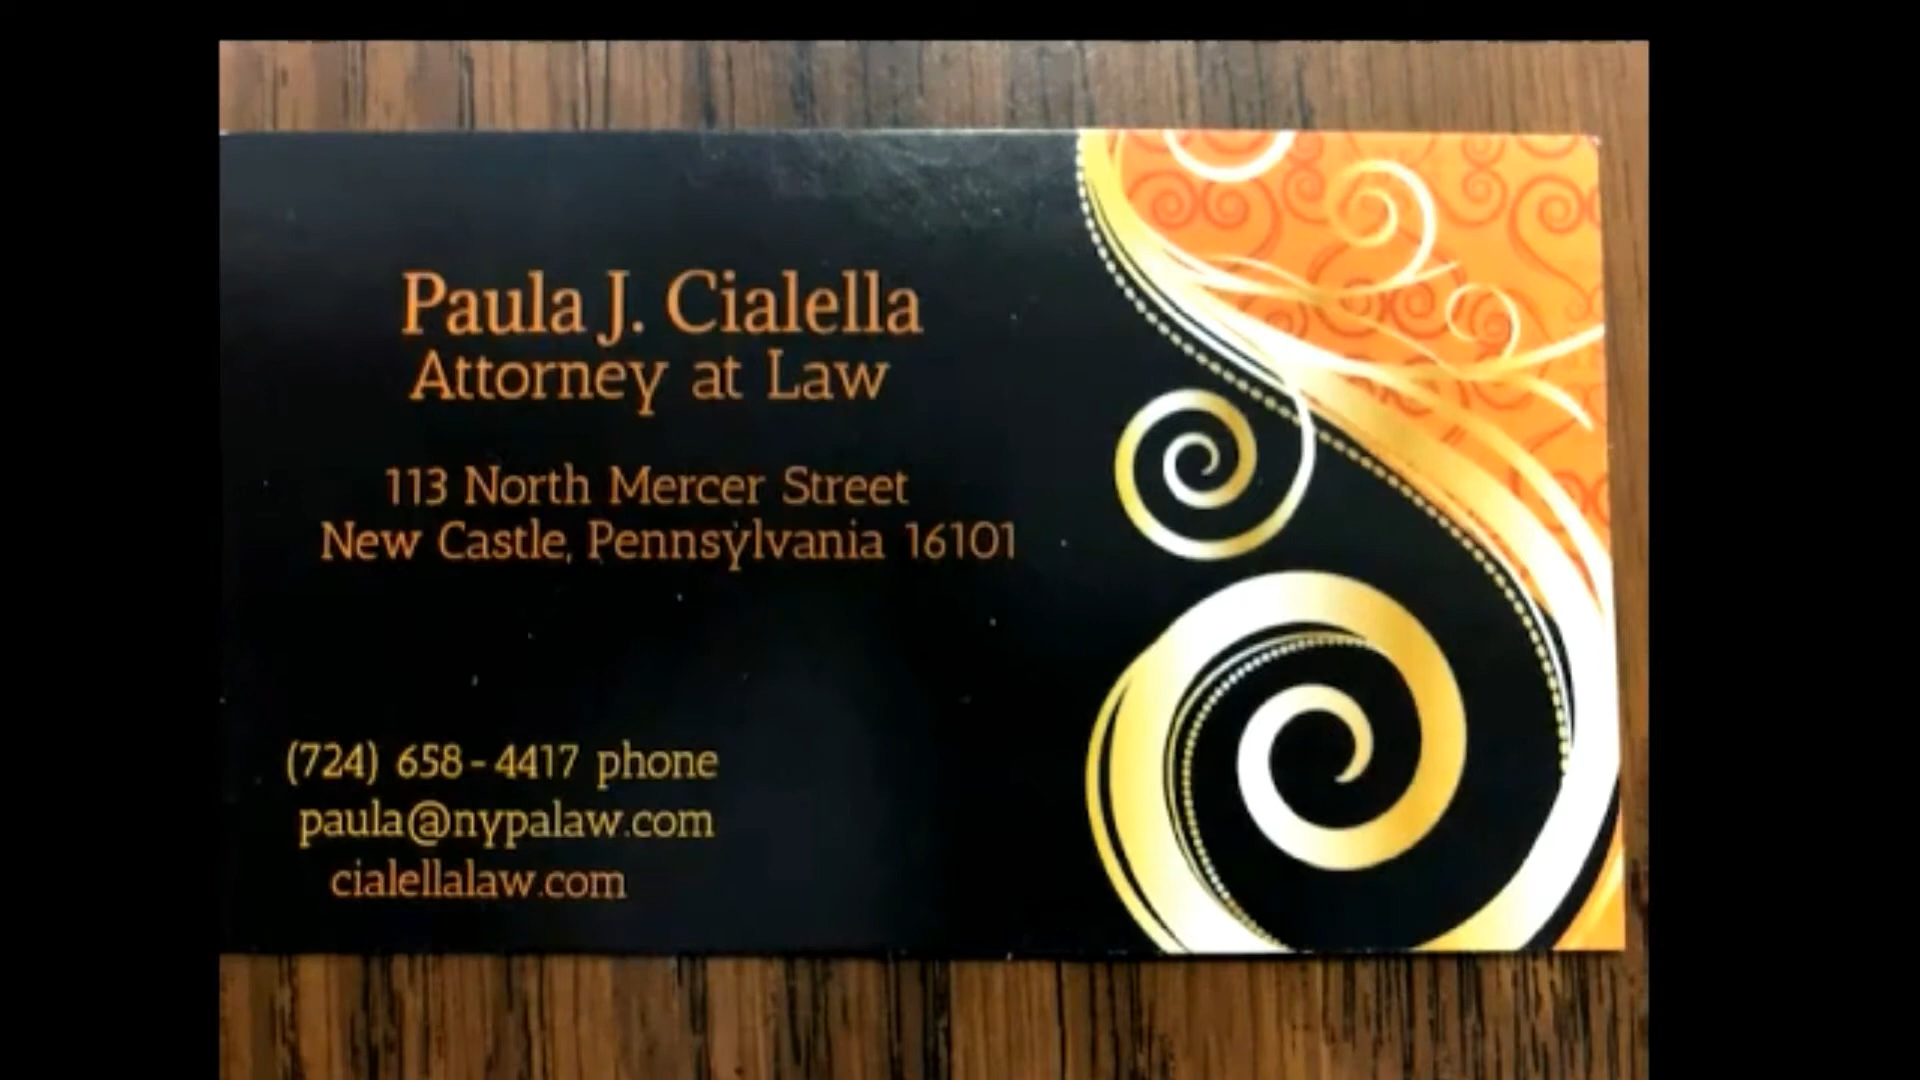 Paula J. Cialella
Attorney at Law
113 North Mercer Street
New Castle, Pennsylvania 16101
(724) 658-4417 phone
paula@nypalaw.com
cialellalaw.com